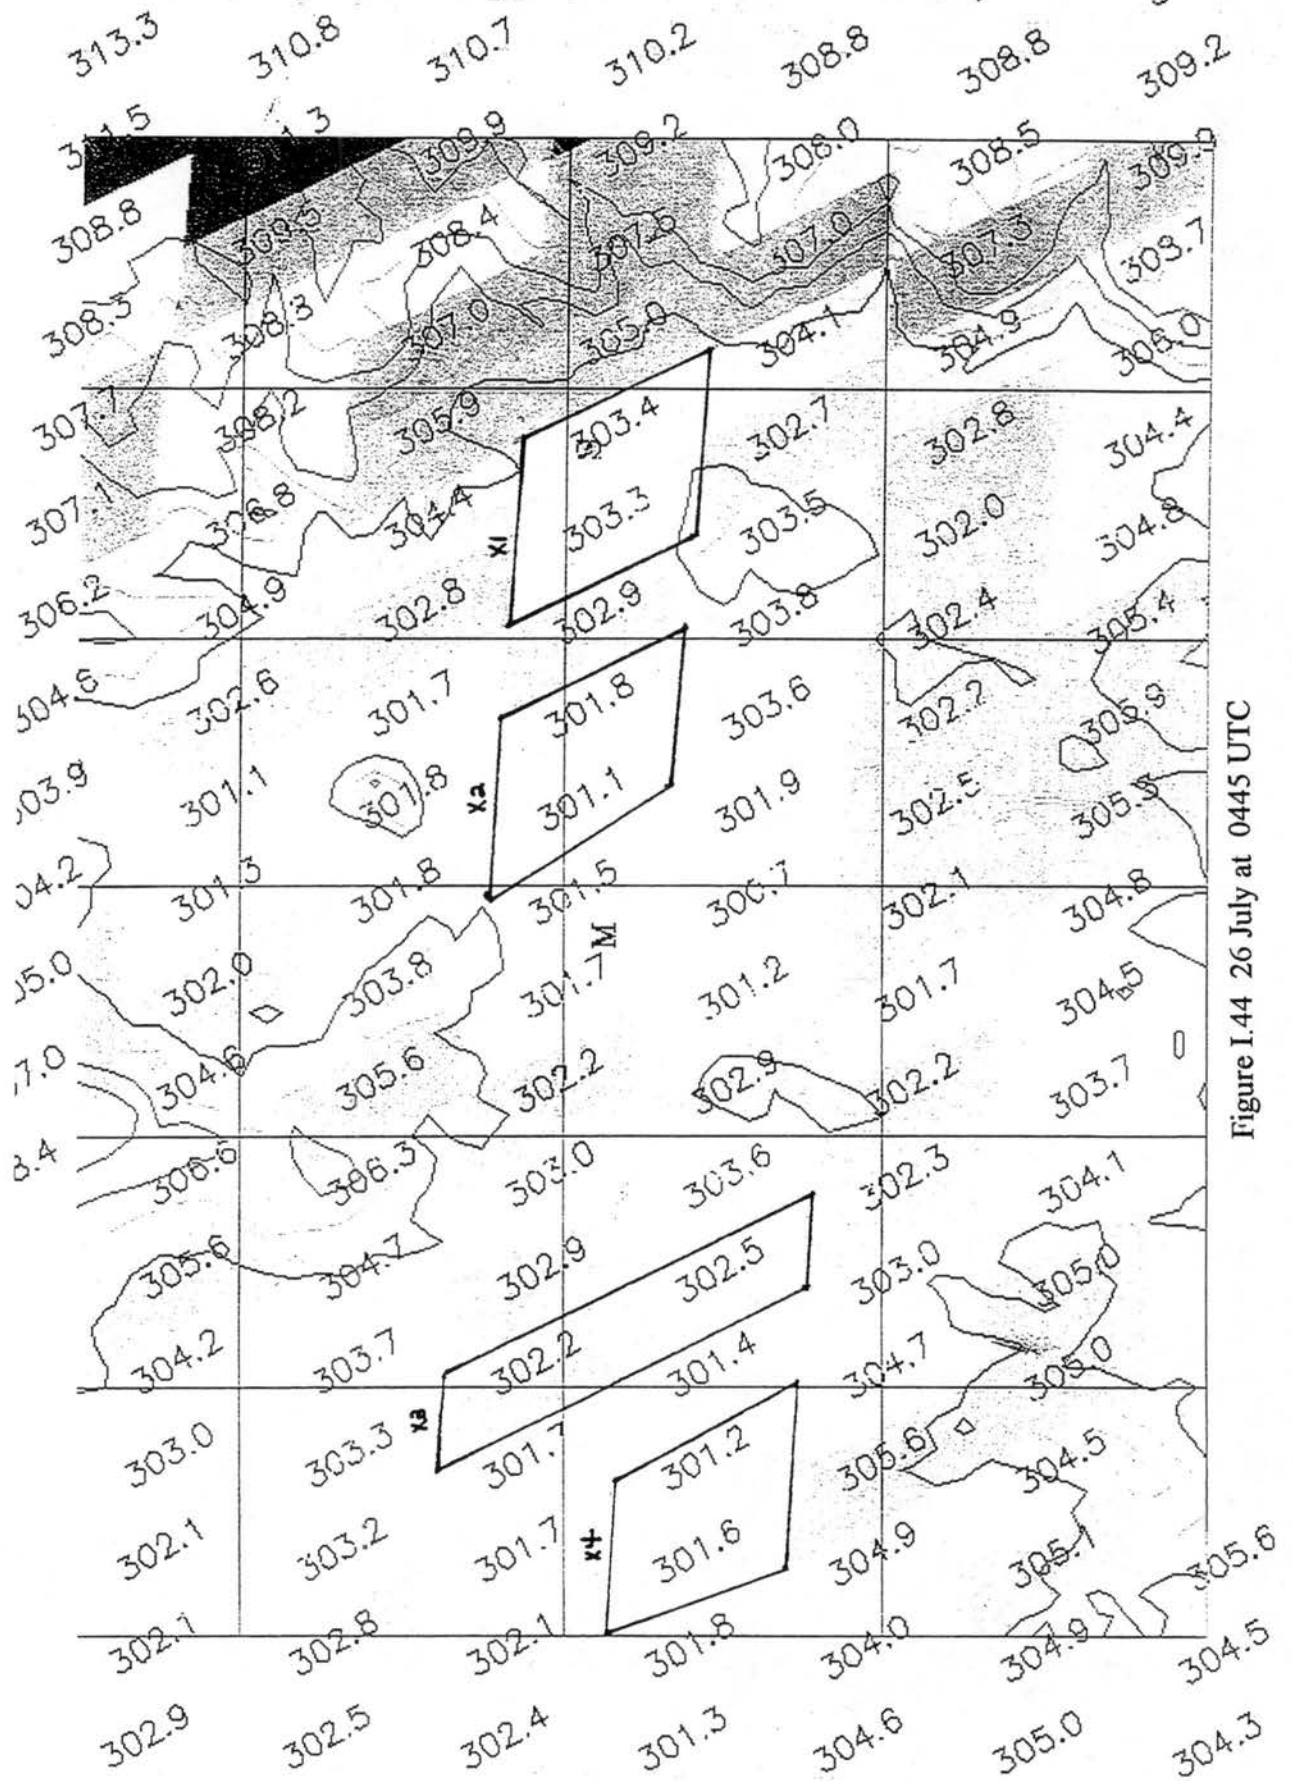 313.3 310.8 310.7 310.2 308.8 308.8 309.2
309.9 309.2 308.0 308.5
308.8 308.4 307.0 307.3
308.3 308.3 307.0 305.0 304.1 304.9 306.0
307.7 308.2 305.9 303.4 302.7 302.8 304.4
307.1 306.8 304.4 303.3 303.5 302.0 304.8
X1
306.2 304.9 302.8 302.9 303.8 302.4 305.4
302.6 301.7 301.8 303.6 302.2 305.9
301.1 301.8 301.1 301.9 302.5
X2
301.3 301.8 301.5 300.7 302.1 304.8
M
302.0 303.8 301.7 301.2 301.7 304.5
304.6 305.6 302.2 302.9 302.2 303.7
306.6 306.3 303.0 303.6 302.3 304.1
305.6 304.7 302.9 302.5 303.0 305.0
304.2 303.7 302.2 301.4 304.7 305.0
X3
303.0 303.3 301.7 301.2 305.6 304.5
302.1 303.2 301.7 301.6 304.9 305.1 305.6
X4
302.1 302.8 302.1 301.8 304.0 304.9 304.5
302.9 302.5 302.4 301.3 304.6 305.0 304.3
Figure I.44 26 July at 0445 UTC